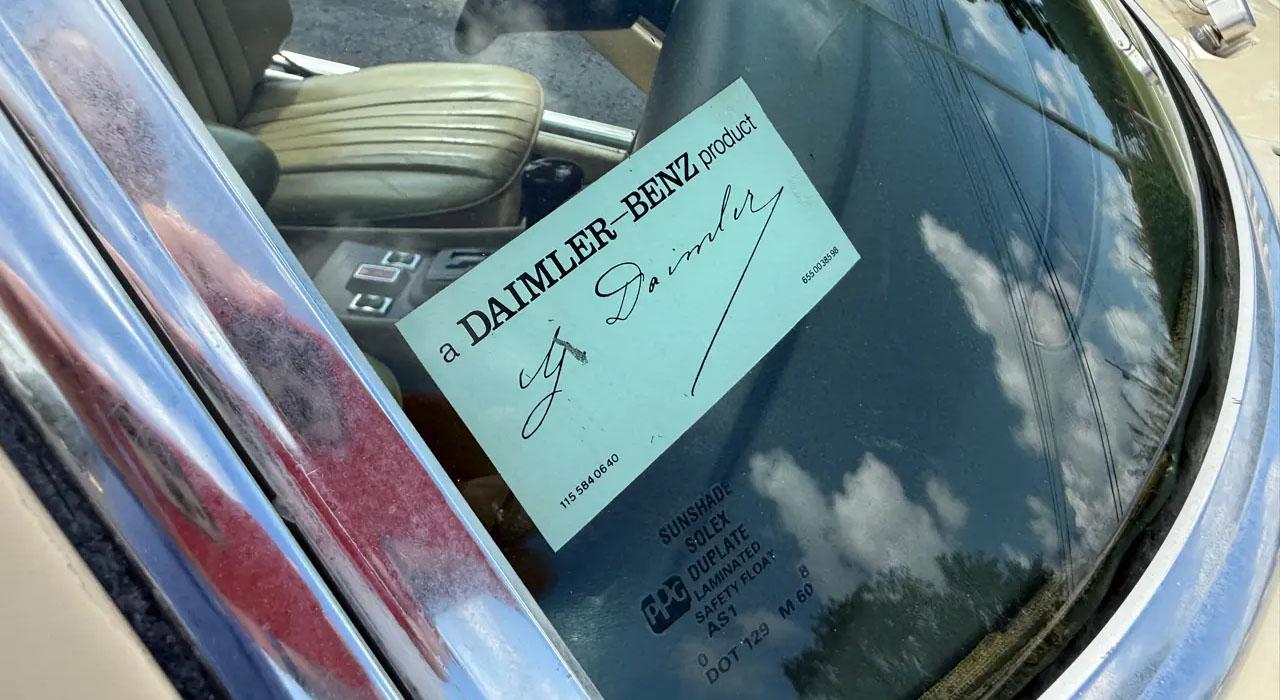 a DAIMLER-BENZ product
G Daimler
655 003 85 98
115 584 06 40
SUNSHADE
SOLEX
DUPLATE
LAMINATED
SAFETY FLOAT
PPG
AS1
8
M 60
0
DOT 129